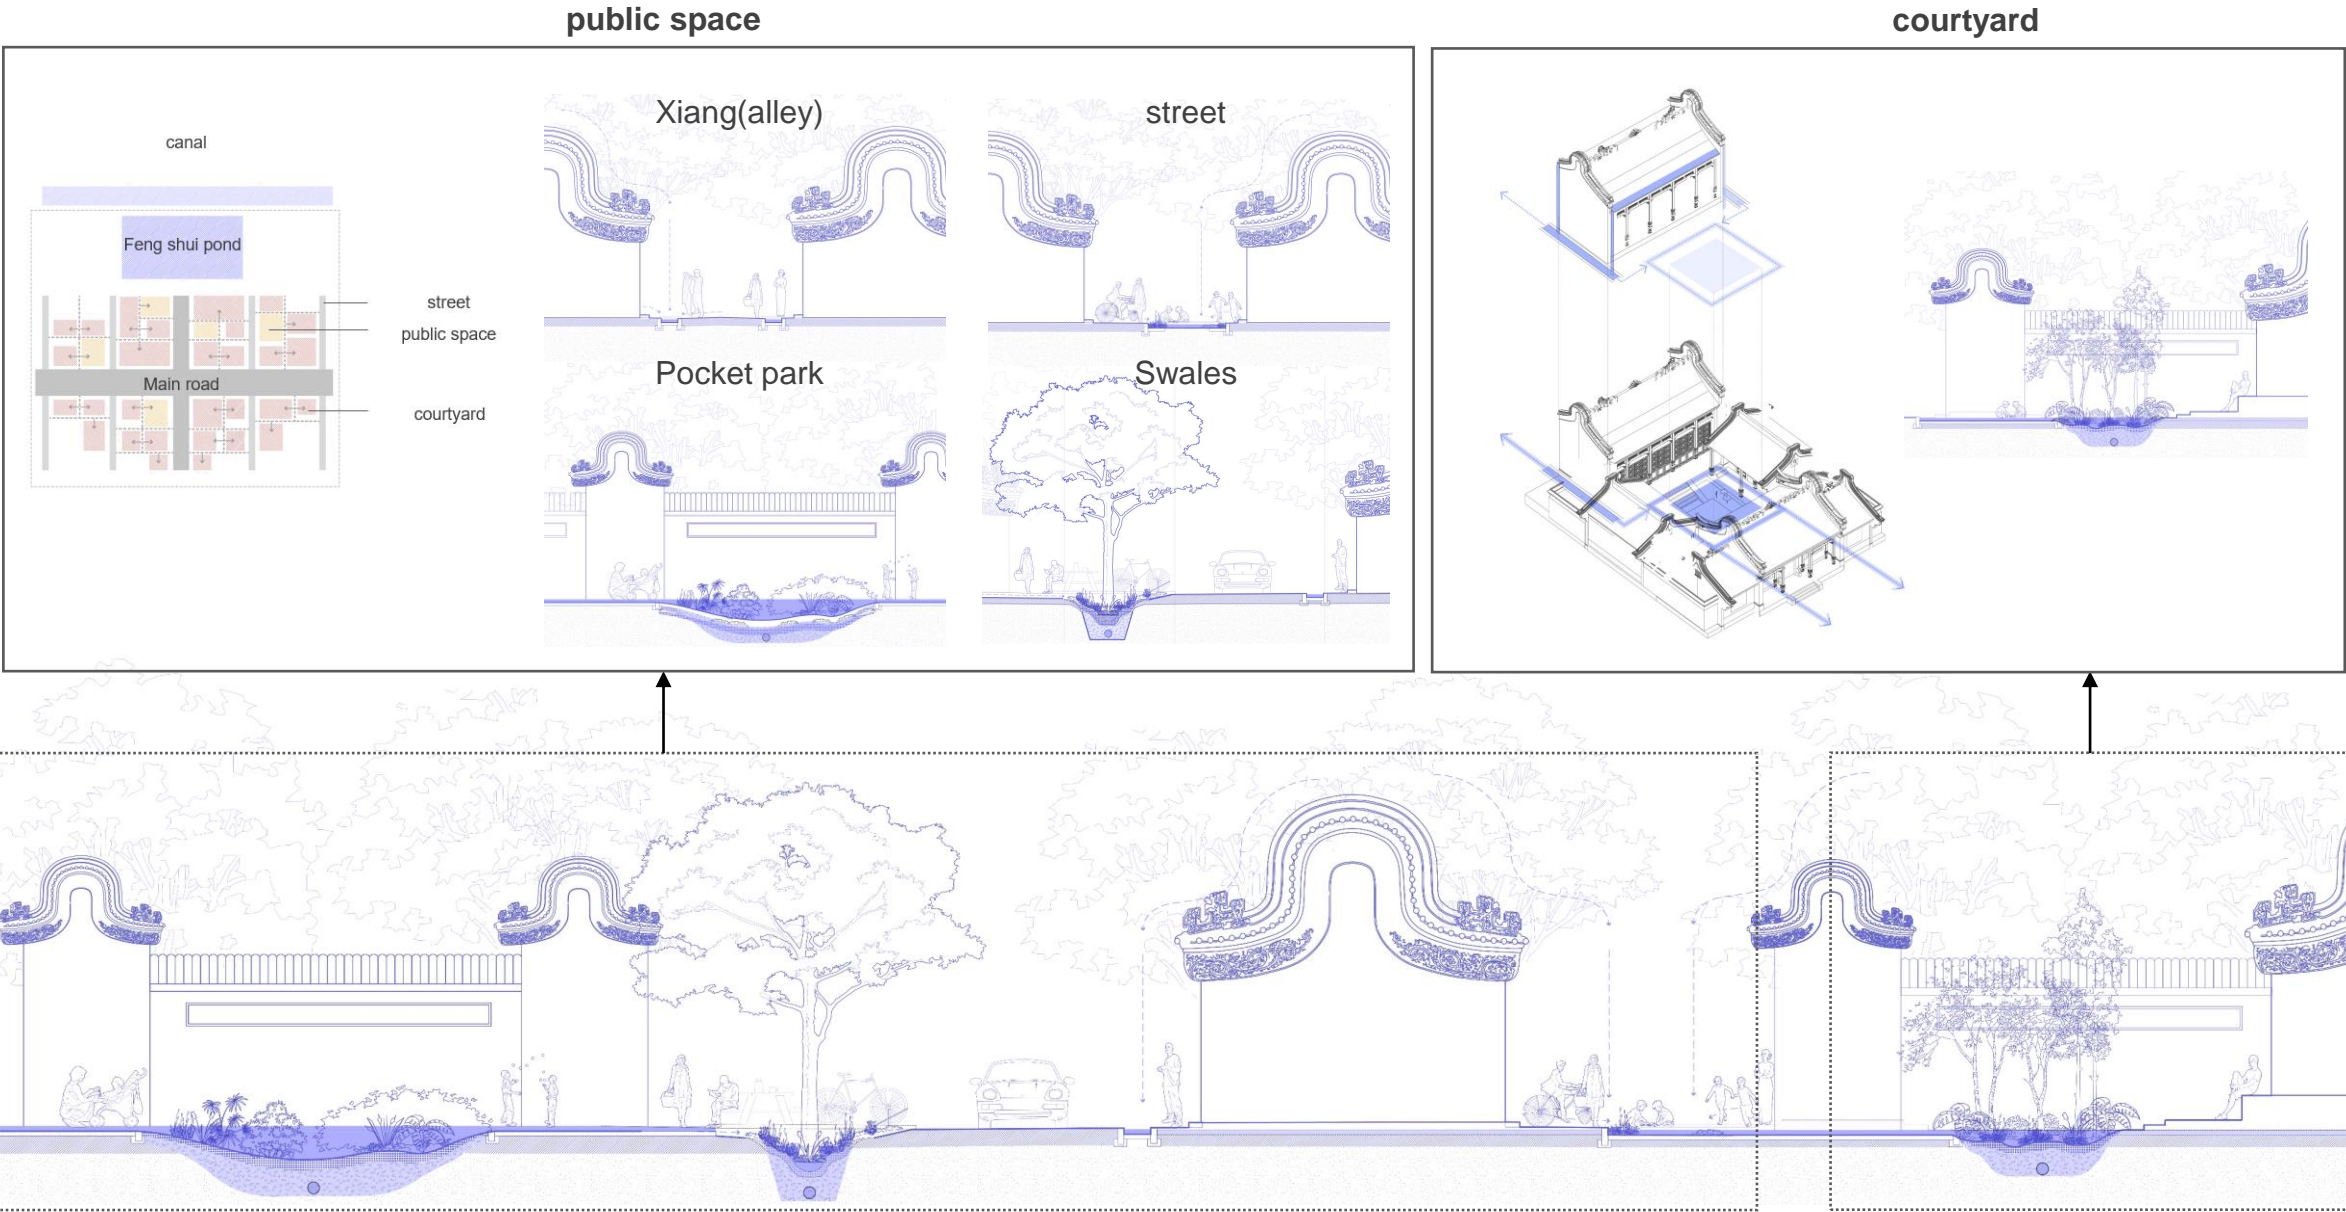 public space
courtyard
canal
Feng shui pond
street
public space
Main road
courtyard
Xiang(alley)
street
Pocket park
Swales